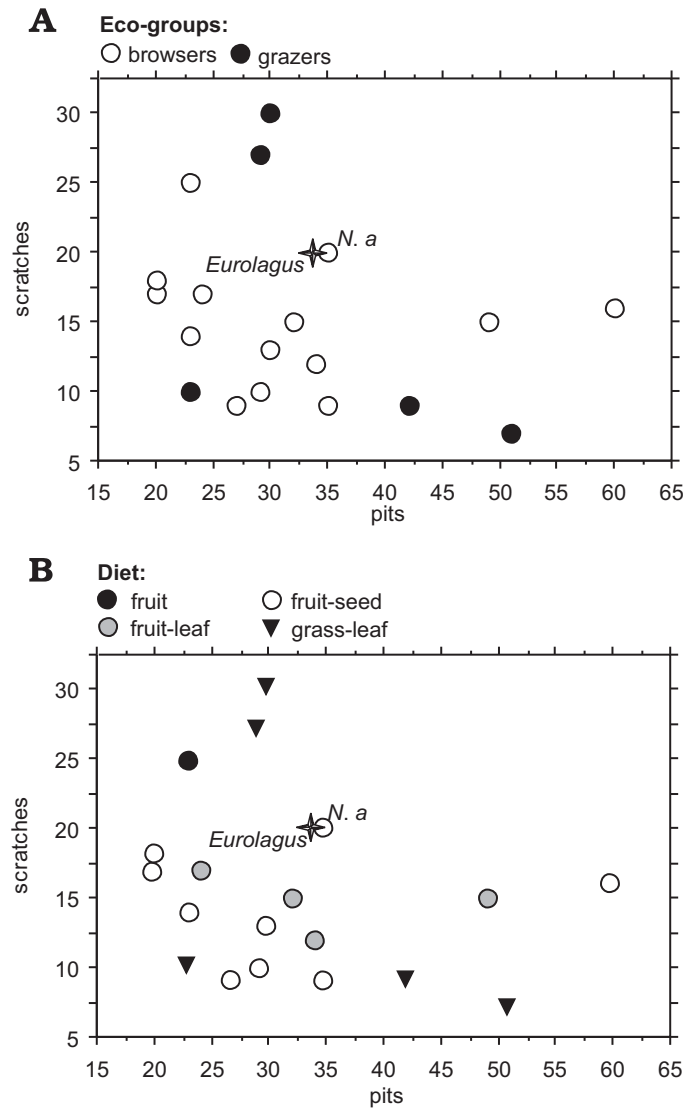 A Eco-groups:
browsers grazers
30
25
20
15
10
5
scratches
N. a
Eurolagus
15 20 25 30 35 40 45 50 55 60 65
pits
B Diet:
fruit fruit-seed
fruit-leaf grass-leaf
30
25
20
15
10
5
scratches
N. a
Eurolagus
15 20 25 30 35 40 45 50 55 60 65
pits